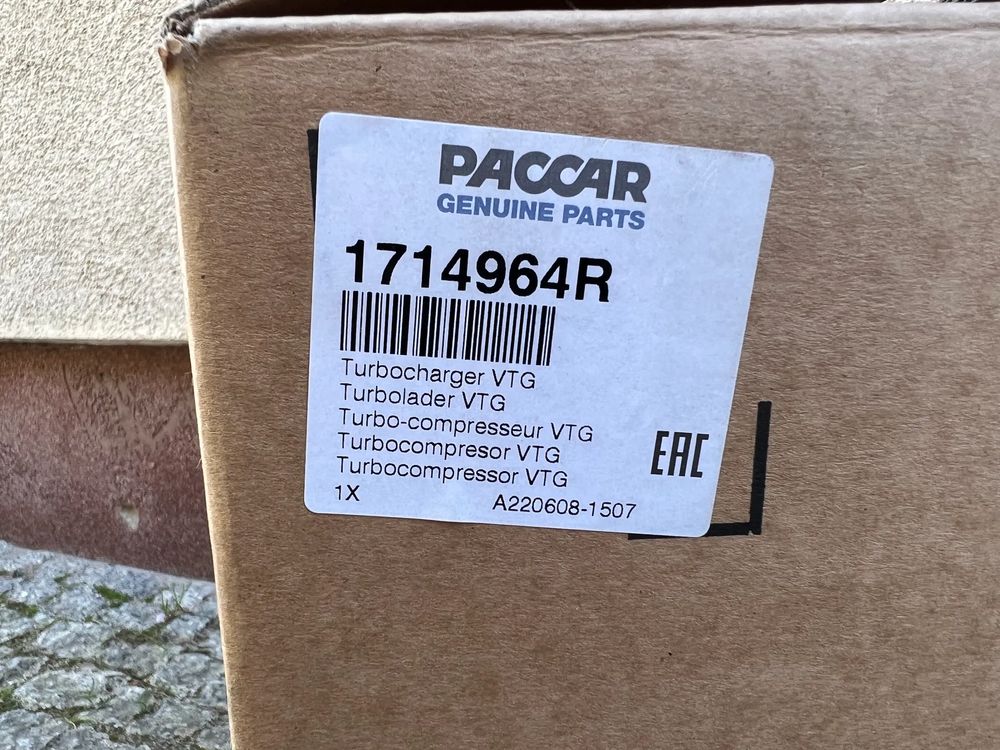 PACCAR
GENUINE PARTS
1714964R
Turbocharger VTG
Turbolader VTG
Turbo-compresseur VTG
Turbocompresor VTG
Turbocompressor VTG
EAC
1X A220608-1507